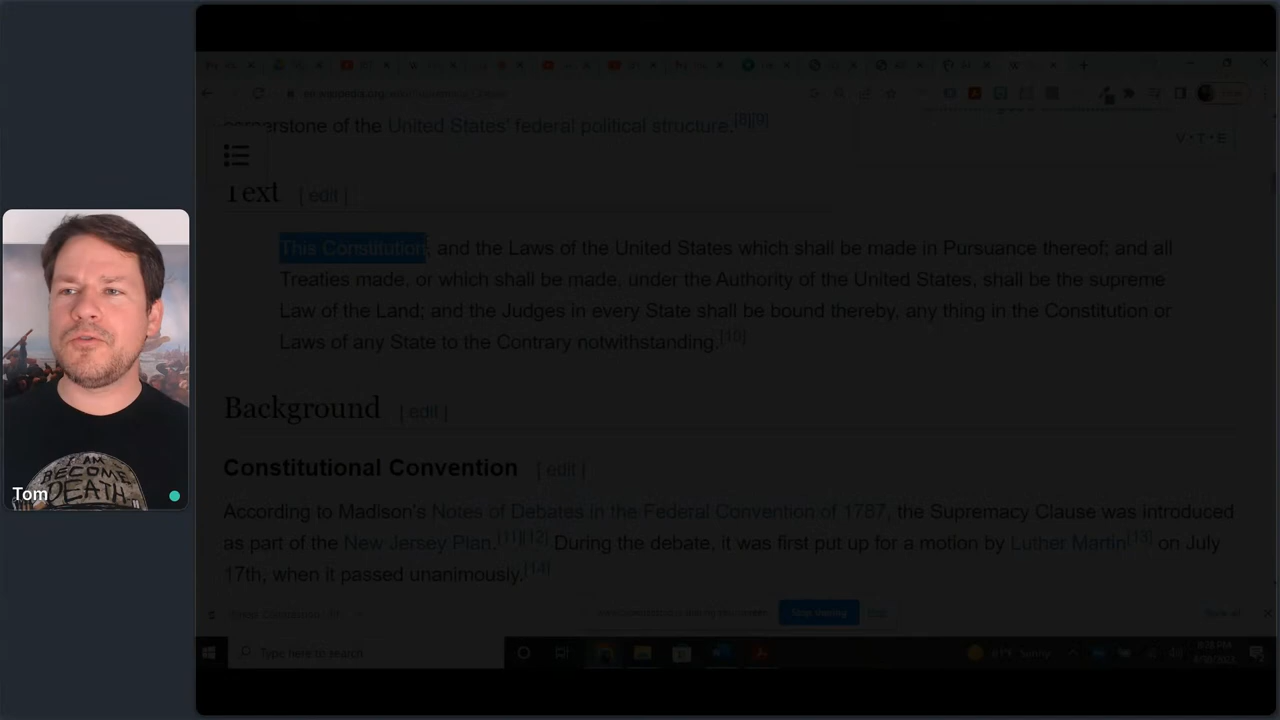 cornerstone of the United States' federal political structure.[8][9]
V · T · E
Text [ edit ]
This Constitution, and the Laws of the United States which shall be made in Pursuance thereof; and all
Treaties made, or which shall be made, under the Authority of the United States, shall be the supreme
Law of the Land; and the Judges in every State shall be bound thereby, any thing in the Constitution or
Laws of any State to the Contrary notwithstanding.[10]
Background [ edit ]
Constitutional Convention [ edit ]
According to Madison's Notes of Debates in the Federal Convention of 1787, the Supremacy Clause was introduced
as part of the New Jersey Plan.[11][12] During the debate, it was first put up for a motion by Luther Martin[13] on July
17th, when it passed unanimously.[14]
Stop sharing
Hide
Type here to search
Sunny
I AM
BECOME
DEATH
Tom